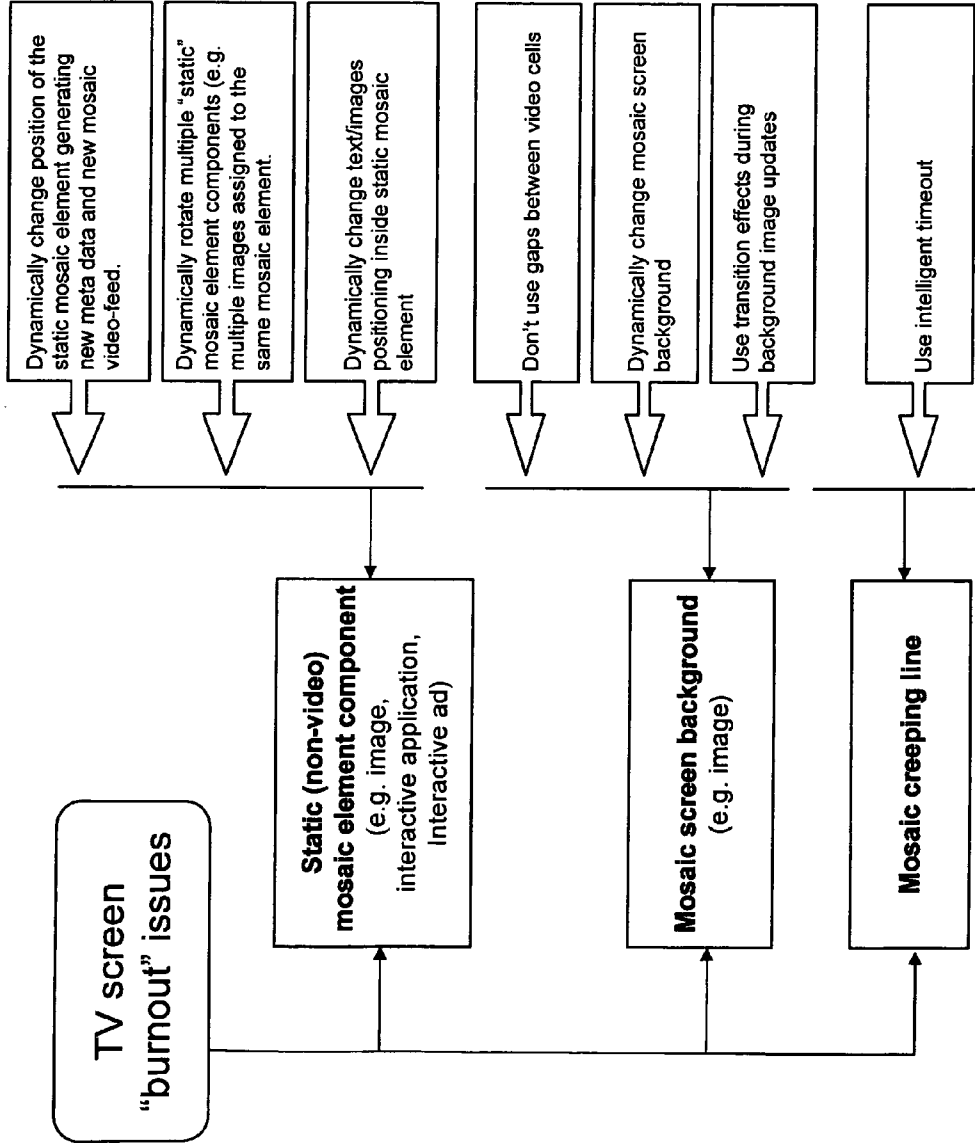 TV screen
“burnout” issues
Static (non-video)
mosaic element component
(e.g. image,
interactive application,
Interactive ad)
Dynamically change position of the
static mosaic element generating
new meta data and new mosaic
video-feed.
Dynamically rotate multiple “static”
mosaic element components (e.g.
multiple images assigned to the
same mosaic element.
Dynamically change text/images
positioning inside static mosaic
element
Mosaic screen background
(e.g. image)
Don’t use gaps between video cells
Dynamically change mosaic screen
background
Use transition effects during
background image updates
Mosaic creeping line
Use intelligent timeout